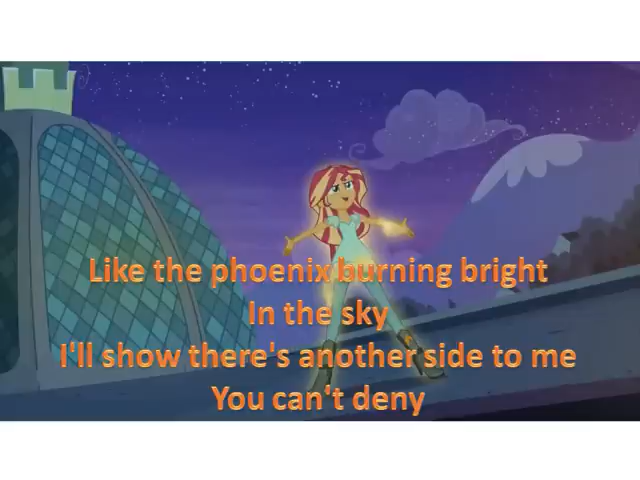 Like the phoenix burning bright
In the sky
I'll show there's another side to me
You can't deny